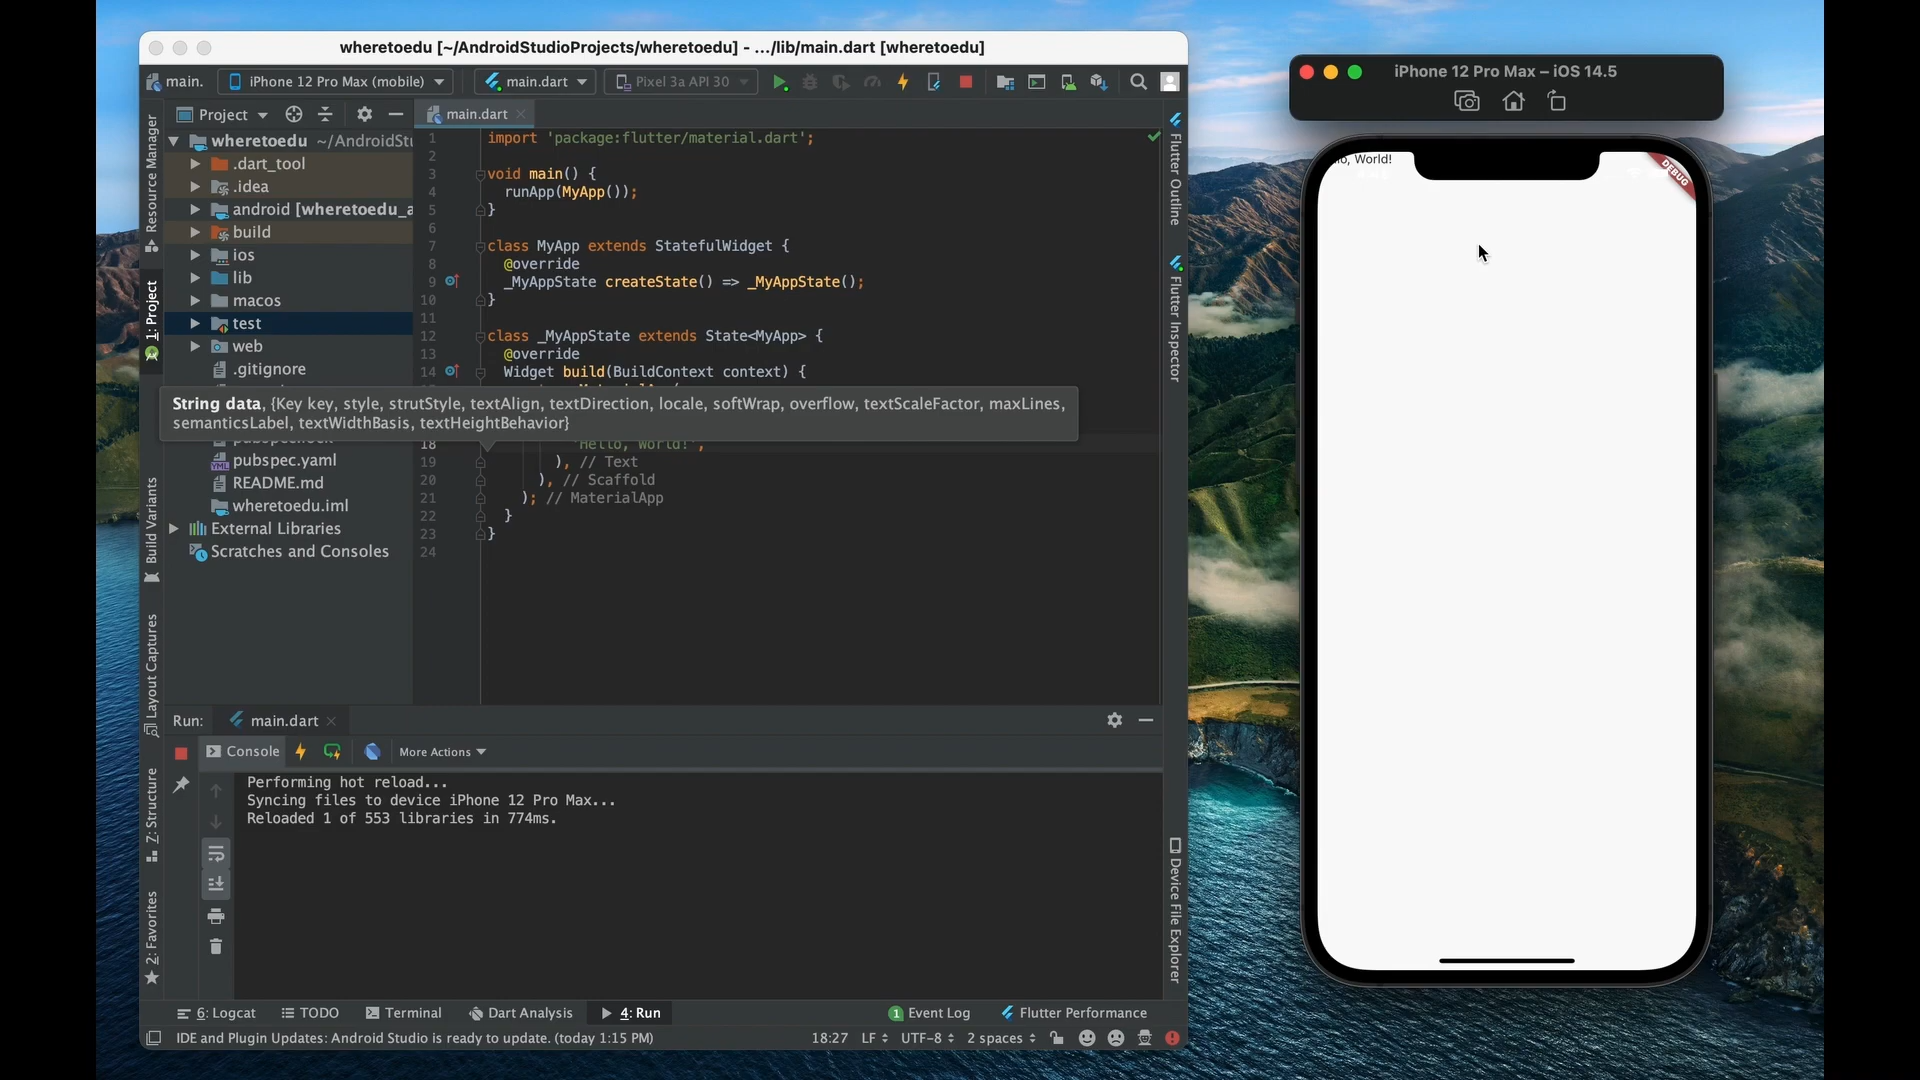 wheretoedu [~/AndroidStudioProjects/wheretoedu] - .../lib/main.dart [wheretoedu]
main.
iPhone 12 Pro Max (mobile)
main.dart
Pixel 3a API 30
Project
main.dart
wheretoedu ~/AndroidStu
.dart_tool
.idea
android [wheretoedu_a
build
ios
lib
macos
test
web
.gitignore
pubspec.lock
pubspec.yaml
README.md
wheretoedu.iml
External Libraries
Scratches and Consoles
Resource Manager
1: Project
Build Variants
Layout Captures
7: Structure
2: Favorites
1 import 'package:flutter/material.dart';
2
3 void main() {
4 runApp(MyApp());
5 }
6
7 class MyApp extends StatefulWidget {
8 @override
9 _MyAppState createState() => _MyAppState();
10 }
11
12 class _MyAppState extends State<MyApp> {
13 @override
14 Widget build(BuildContext context) {
String data, {Key key, style, strutStyle, textAlign, textDirection, locale, softWrap, overflow, textScaleFactor, maxLines,
semanticsLabel, textWidthBasis, textHeightBehavior}
18 'Hello, World!',
19 ), // Text
20 ), // Scaffold
21 ); // MaterialApp
22 }
23 }
24
Flutter Outline
Flutter Inspector
Device File Explorer
Run:
main.dart
Console
More Actions
Performing hot reload...
Syncing files to device iPhone 12 Pro Max...
Reloaded 1 of 553 libraries in 774ms.
6: Logcat
TODO
Terminal
Dart Analysis
4: Run
1 Event Log
Flutter Performance
IDE and Plugin Updates: Android Studio is ready to update. (today 1:15 PM)
18:27
LF
UTF-8
2 spaces
iPhone 12 Pro Max – iOS 14.5
lo, World!
DEBUG